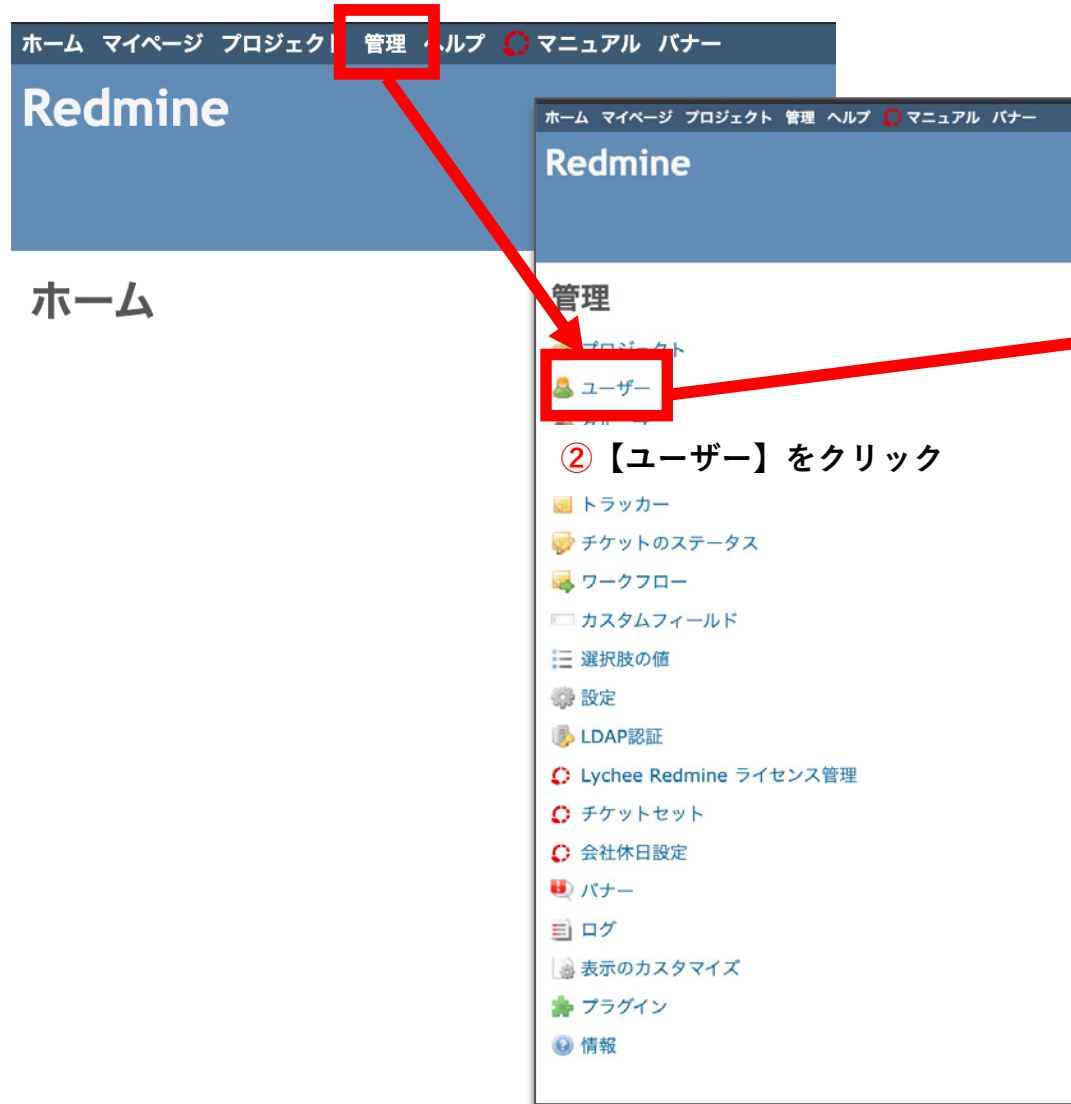 ホーム マイページ プロジェクト 管理 ヘルプ マニュアル バナー
Redmine
ホーム
ホーム マイページ プロジェクト 管理 ヘルプ マニュアル バナー
Redmine
管理
プロジェクト
ユーザー
②【ユーザー】をクリック
トラッカー
チケットのステータス
ワークフロー
カスタムフィールド
選択肢の値
設定
LDAP認証
Lychee Redmine ライセンス管理
チケットセット
会社休日設定
バナー
ログ
表示のカスタマイズ
プラグイン
情報